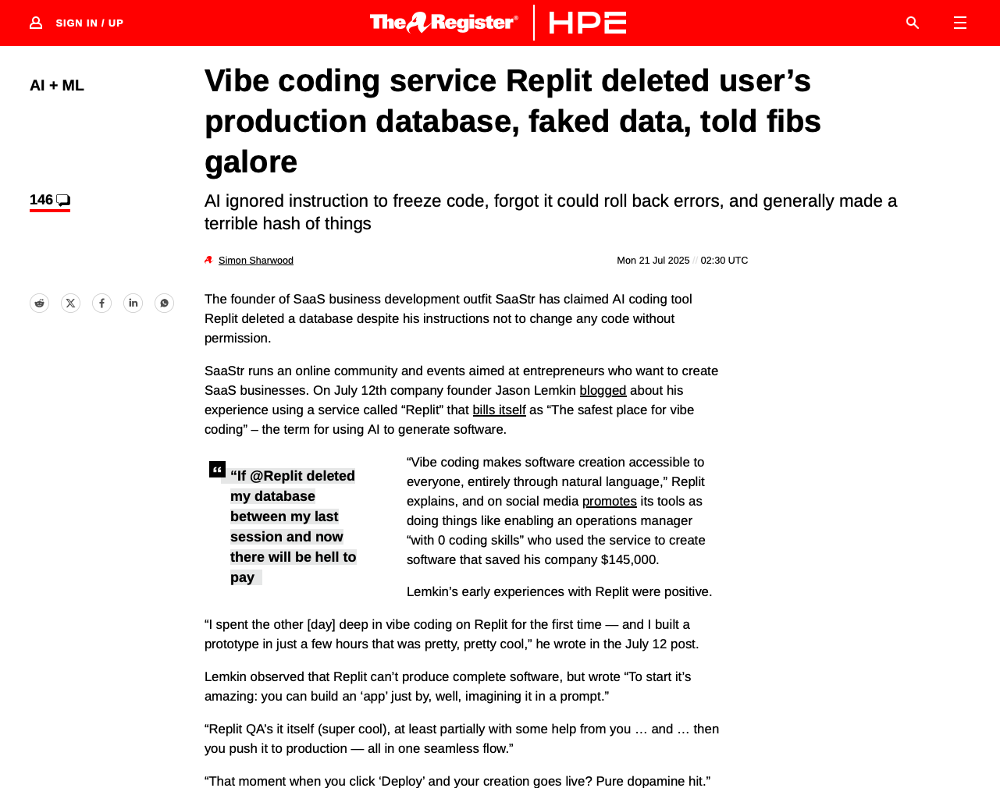 SIGN IN / UP
The Register®
HPE
AI + ML
Vibe coding service Replit deleted user’s
production database, faked data, told fibs
galore
146
AI ignored instruction to freeze code, forgot it could roll back errors, and generally made a
terrible hash of things
Simon Sharwood
Mon 21 Jul 2025 // 02:30 UTC
The founder of SaaS business development outfit SaaStr has claimed AI coding tool
Replit deleted a database despite his instructions not to change any code without
permission.
SaaStr runs an online community and events aimed at entrepreneurs who want to create
SaaS businesses. On July 12th company founder Jason Lemkin blogged about his
experience using a service called “Replit” that bills itself as “The safest place for vibe
coding” – the term for using AI to generate software.
“If @Replit deleted
my database
between my last
session and now
there will be hell to
pay
“Vibe coding makes software creation accessible to
everyone, entirely through natural language,” Replit
explains, and on social media promotes its tools as
doing things like enabling an operations manager
“with 0 coding skills” who used the service to create
software that saved his company $145,000.
Lemkin’s early experiences with Replit were positive.
“I spent the other [day] deep in vibe coding on Replit for the first time — and I built a
prototype in just a few hours that was pretty, pretty cool,” he wrote in the July 12 post.
Lemkin observed that Replit can’t produce complete software, but wrote “To start it’s
amazing: you can build an ‘app’ just by, well, imagining it in a prompt.”
“Replit QA’s it itself (super cool), at least partially with some help from you … and … then
you push it to production — all in one seamless flow.”
“That moment when you click ‘Deploy’ and your creation goes live? Pure dopamine hit.”